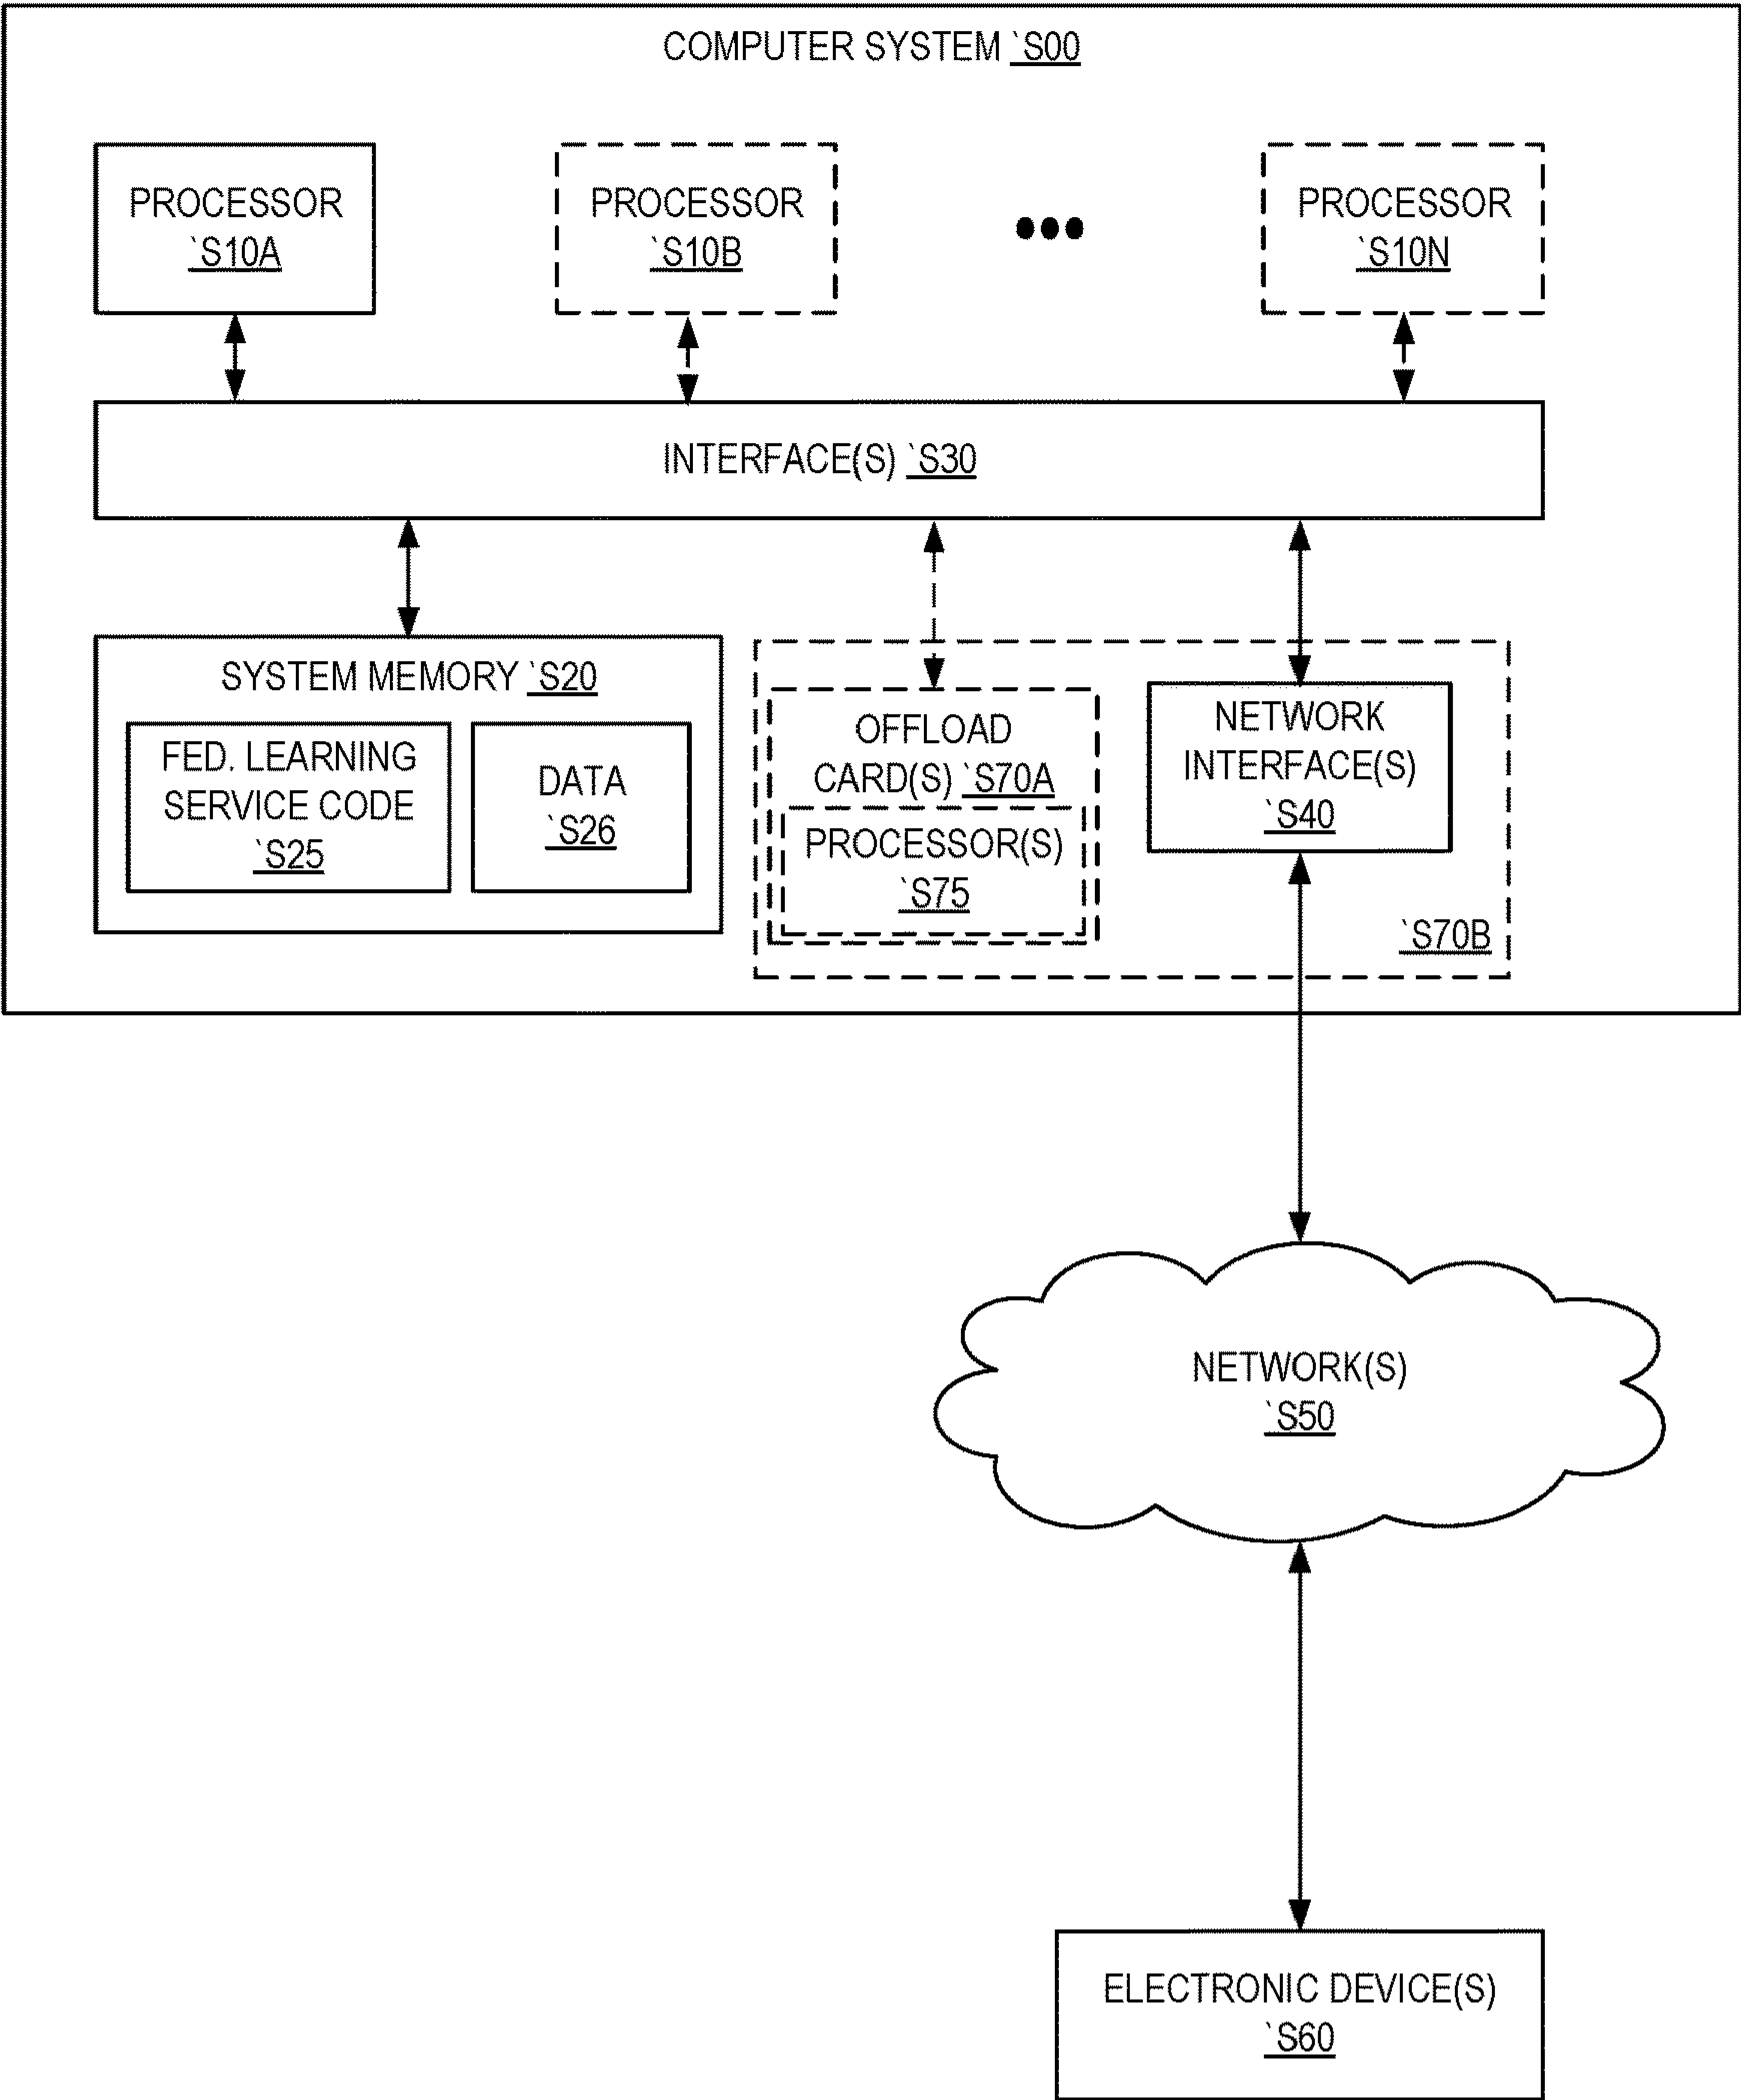 COMPUTER SYSTEM `S00
PROCESSOR
`S10A
PROCESSOR
`S10B
PROCESSOR
`S10N
INTERFACE(S) `S30
SYSTEM MEMORY `S20
FED. LEARNING
SERVICE CODE
`S25
DATA
`S26
OFFLOAD
CARD(S) `S70A
PROCESSOR(S)
`S75
NETWORK
INTERFACE(S)
`S40
`S70B
NETWORK(S)
`S50
ELECTRONIC DEVICE(S)
`S60